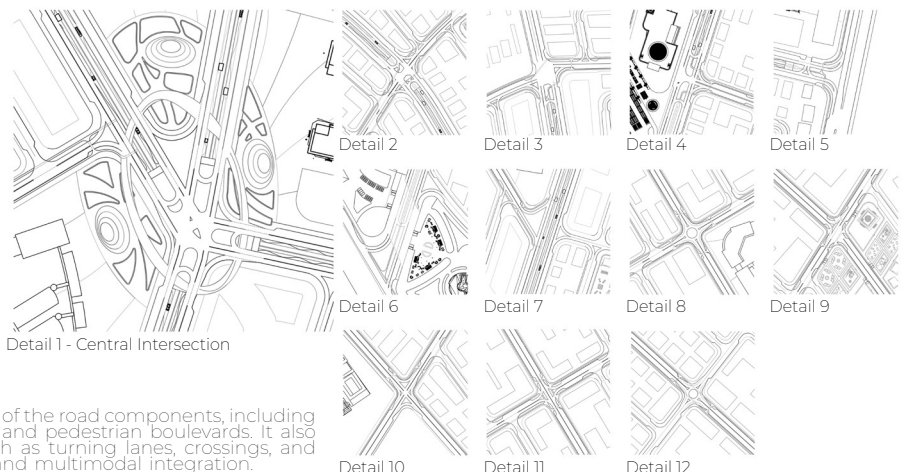 Detail 2
Detail 3
Detail 4
Detail 5
Detail 6
Detail 7
Detail 8
Detail 9
Detail 1 - Central Intersection
Detail 10
Detail 11
Detail 12
of the road components, including
and pedestrian boulevards. It also
as turning lanes, crossings, and
and multimodal integration.